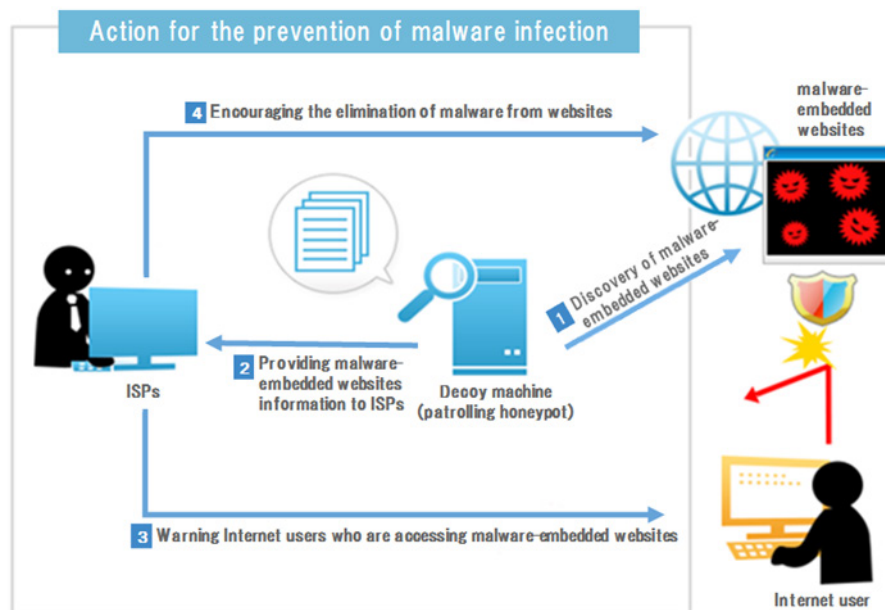 Action for the prevention of malware infection
malware-
embedded
websites
4 Encouraging the elimination of malware from websites
1 Discovery of malware-
embedded websites
2 Providing malware-
embedded websites
information to ISPs
ISPs
Decoy machine
(patrolling honeypot)
3 Warning Internet users who are accessing malware-embedded websites
Internet user